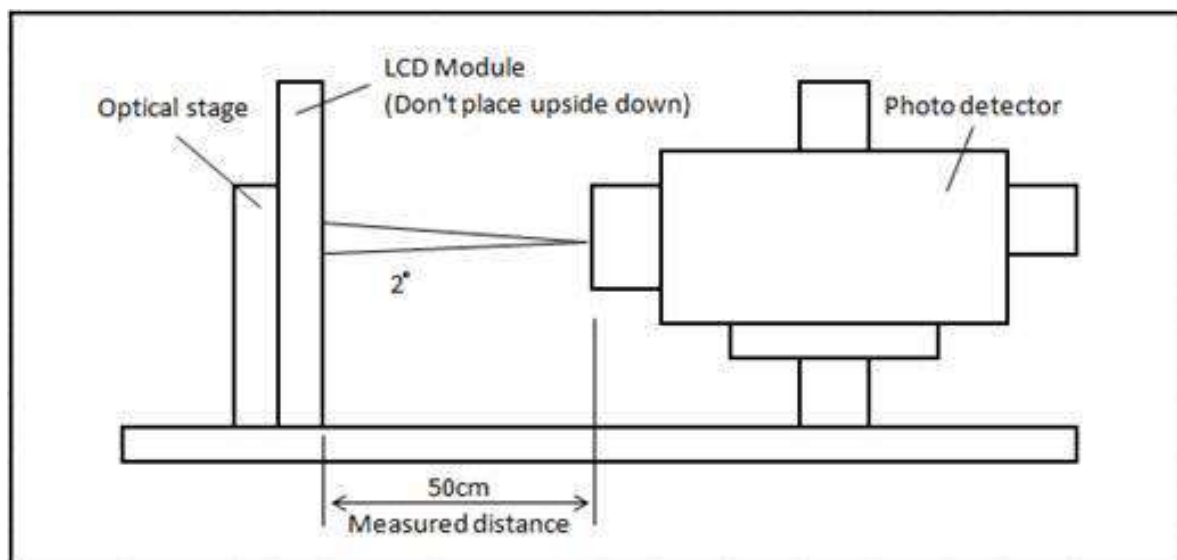 LCD Module
(Don't place upside down)
Optical stage
Photo detector
2°
50cm
Measured distance